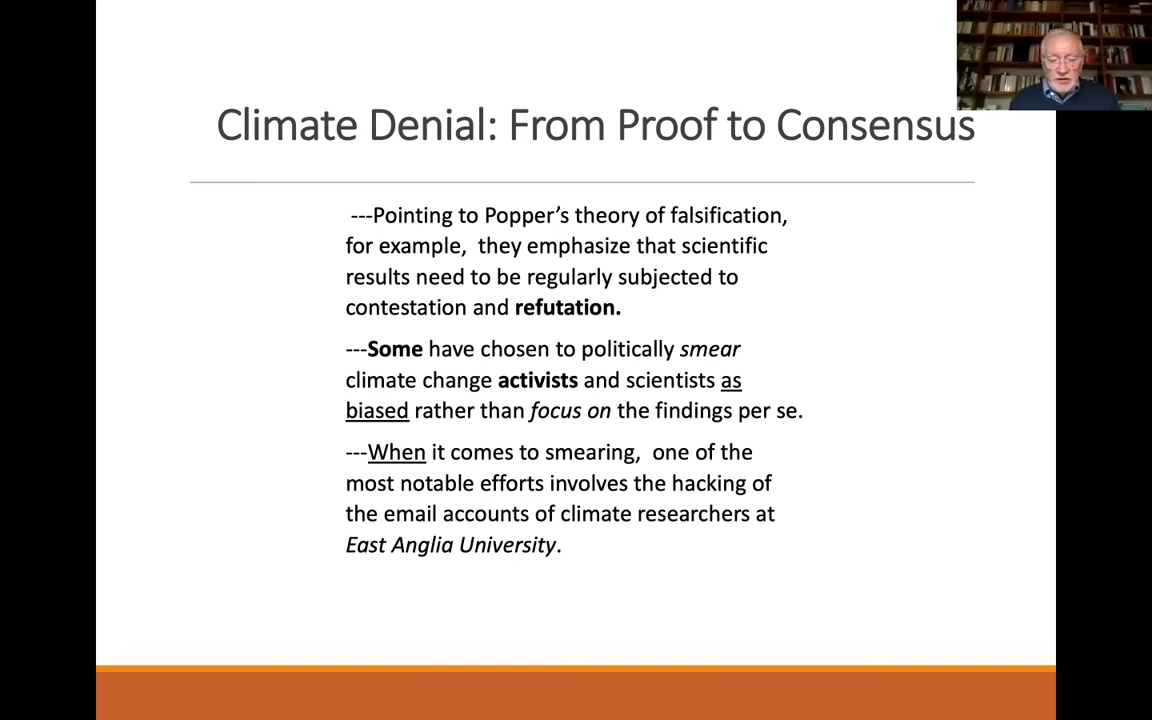 Climate Denial: From Proof to Consensus
---Pointing to Popper's theory of falsification,
for example,  they emphasize that scientific
results need to be regularly subjected to
contestation and refutation.
---Some have chosen to politically smear
climate change activists and scientists as
biased rather than focus on the findings per se.
---When it comes to smearing,  one of the
most notable efforts involves the hacking of
the email accounts of climate researchers at
East Anglia University.